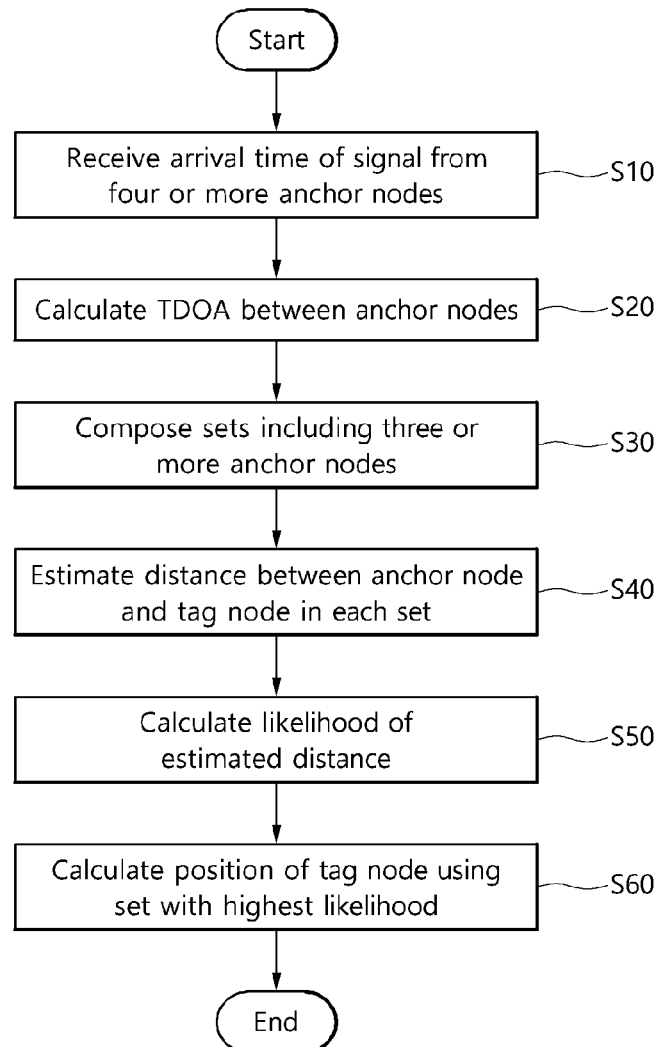 Start
Receive arrival time of signal from
four or more anchor nodes
S10
Calculate TDOA between anchor nodes
S20
Compose sets including three or
more anchor nodes
S30
Estimate distance between anchor node
and tag node in each set
S40
Calculate likelihood of
estimated distance
S50
Calculate position of tag node using
set with highest likelihood
S60
End